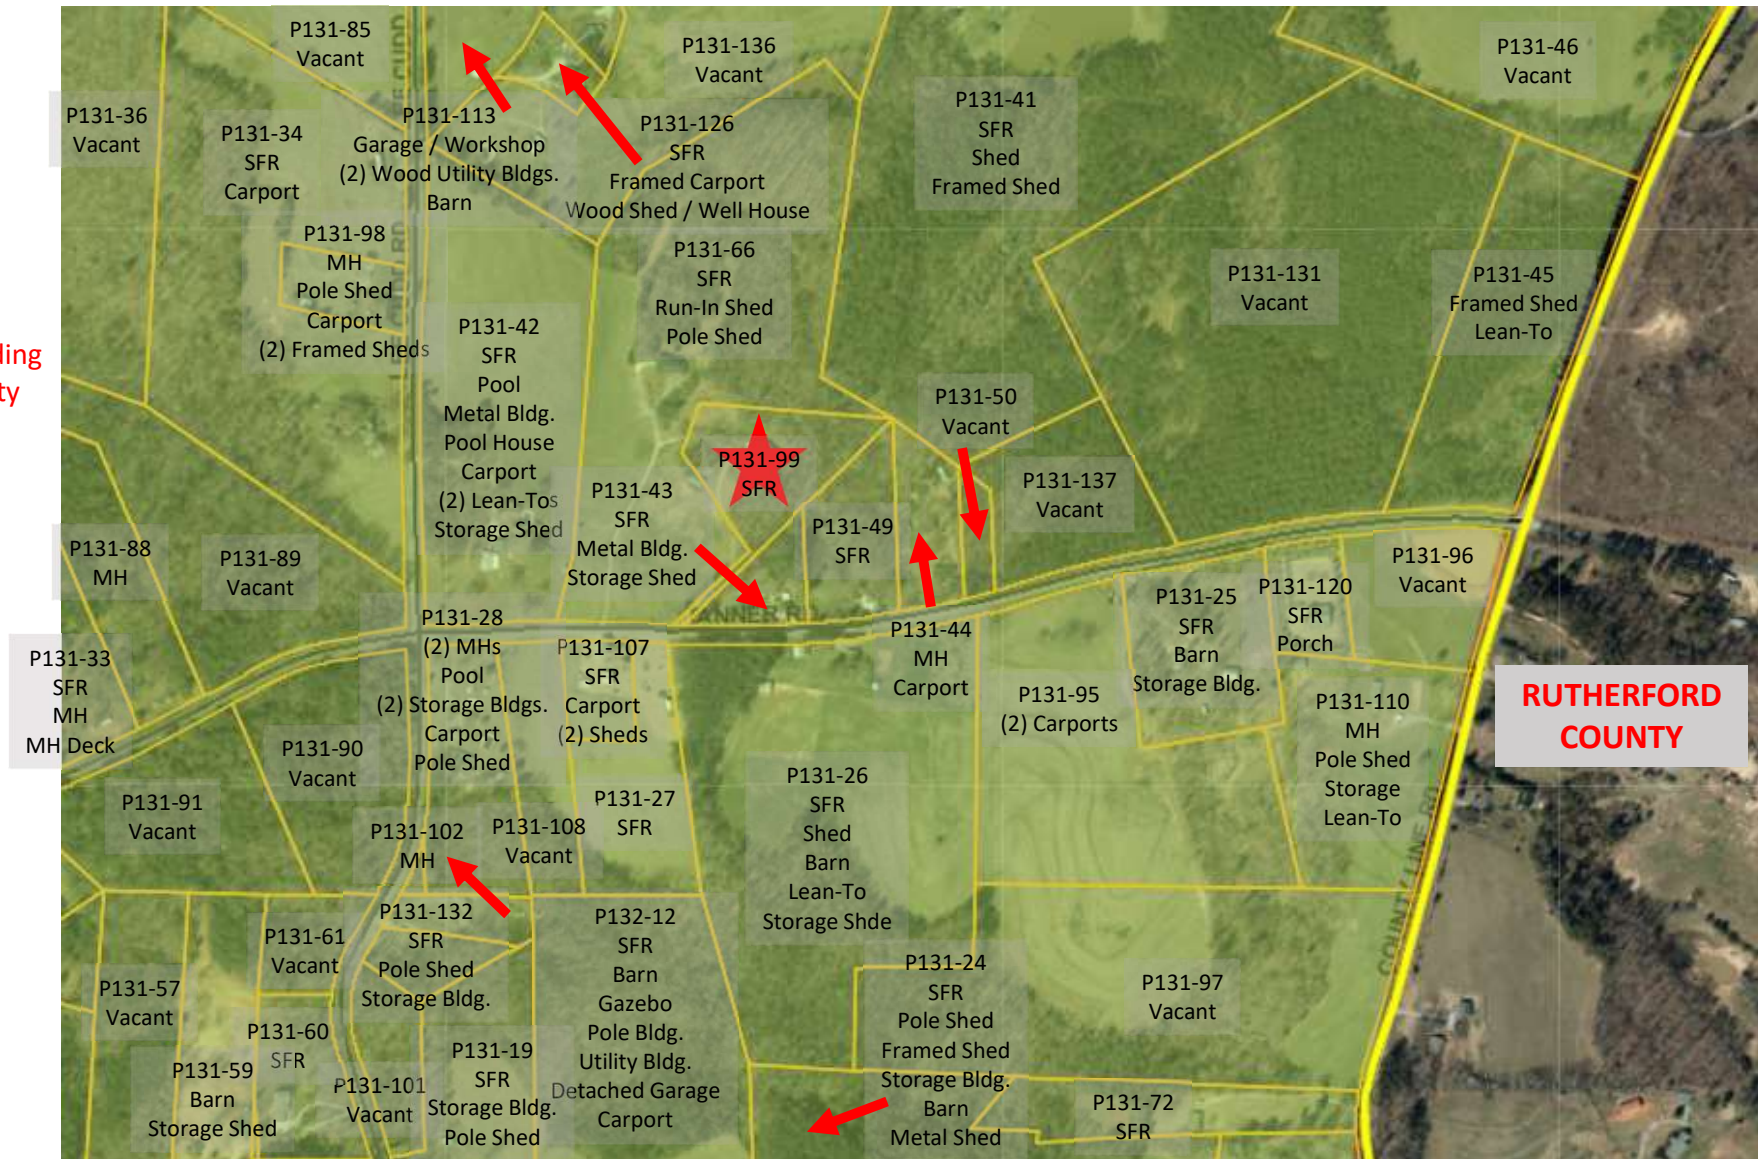 P131-85
Vacant
P131-136
Vacant
P131-46
Vacant
P131-36
Vacant
P131-34
SFR
Carport
P131-113
Garage / Workshop
(2) Wood Utility Bldgs.
Barn
P131-126
SFR
Framed Carport
Wood Shed / Well House
P131-41
SFR
Shed
Framed Shed
P131-98
MH
Pole Shed
Carport
(2) Framed Sheds
P131-66
SFR
Run-In Shed
Pole Shed
P131-131
Vacant
P131-45
Framed Shed
Lean-To
P131-42
SFR
Pool
Metal Bldg.
Pool House
Carport
(2) Lean-Tos
Storage Shed
P131-50
Vacant
P131-99
SFR
P131-43
SFR
Metal Bldg.
Storage Shed
P131-49
SFR
P131-137
Vacant
P131-88
MH
P131-89
Vacant
P131-96
Vacant
P131-25
SFR
Barn
Storage Bldg.
P131-120
SFR
Porch
P131-28
(2) MHs
Pool
(2) Storage Bldgs.
Carport
Pole Shed
P131-107
SFR
Carport
(2) Sheds
P131-44
MH
Carport
P131-33
SFR
MH
MH Deck
P131-95
(2) Carports
P131-110
MH
Pole Shed
Storage
Lean-To
RUTHERFORD
COUNTY
P131-90
Vacant
P131-91
Vacant
P131-102
MH
P131-108
Vacant
P131-27
SFR
P131-26
SFR
Shed
Barn
Lean-To
Storage Shde
COUNTY LINE R
P131-61
Vacant
P131-132
SFR
Pole Shed
Storage Bldg.
P132-12
SFR
Barn
Gazebo
Pole Bldg.
Utility Bldg.
Detached Garage
Carport
P131-24
SFR
Pole Shed
Framed Shed
Storage Bldg.
Barn
Metal Shed
P131-97
Vacant
P131-57
Vacant
P131-60
SFR
P131-59
Barn
Storage Shed
P131-101
Vacant
P131-19
SFR
Storage Bldg.
Pole Shed
P131-72
SFR